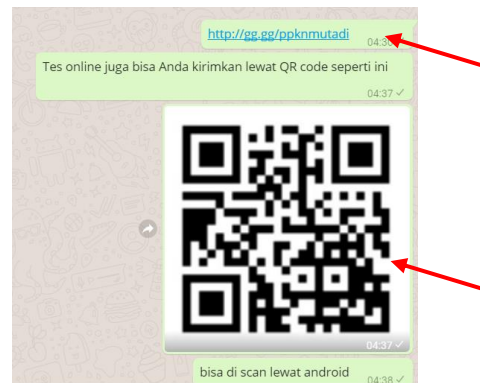 http://gg.gg/ppknmutadi
04:36
Tes online juga bisa Anda kirimkan lewat QR code seperti ini
04:37
04:37
bisa di scan lewat android
04:38